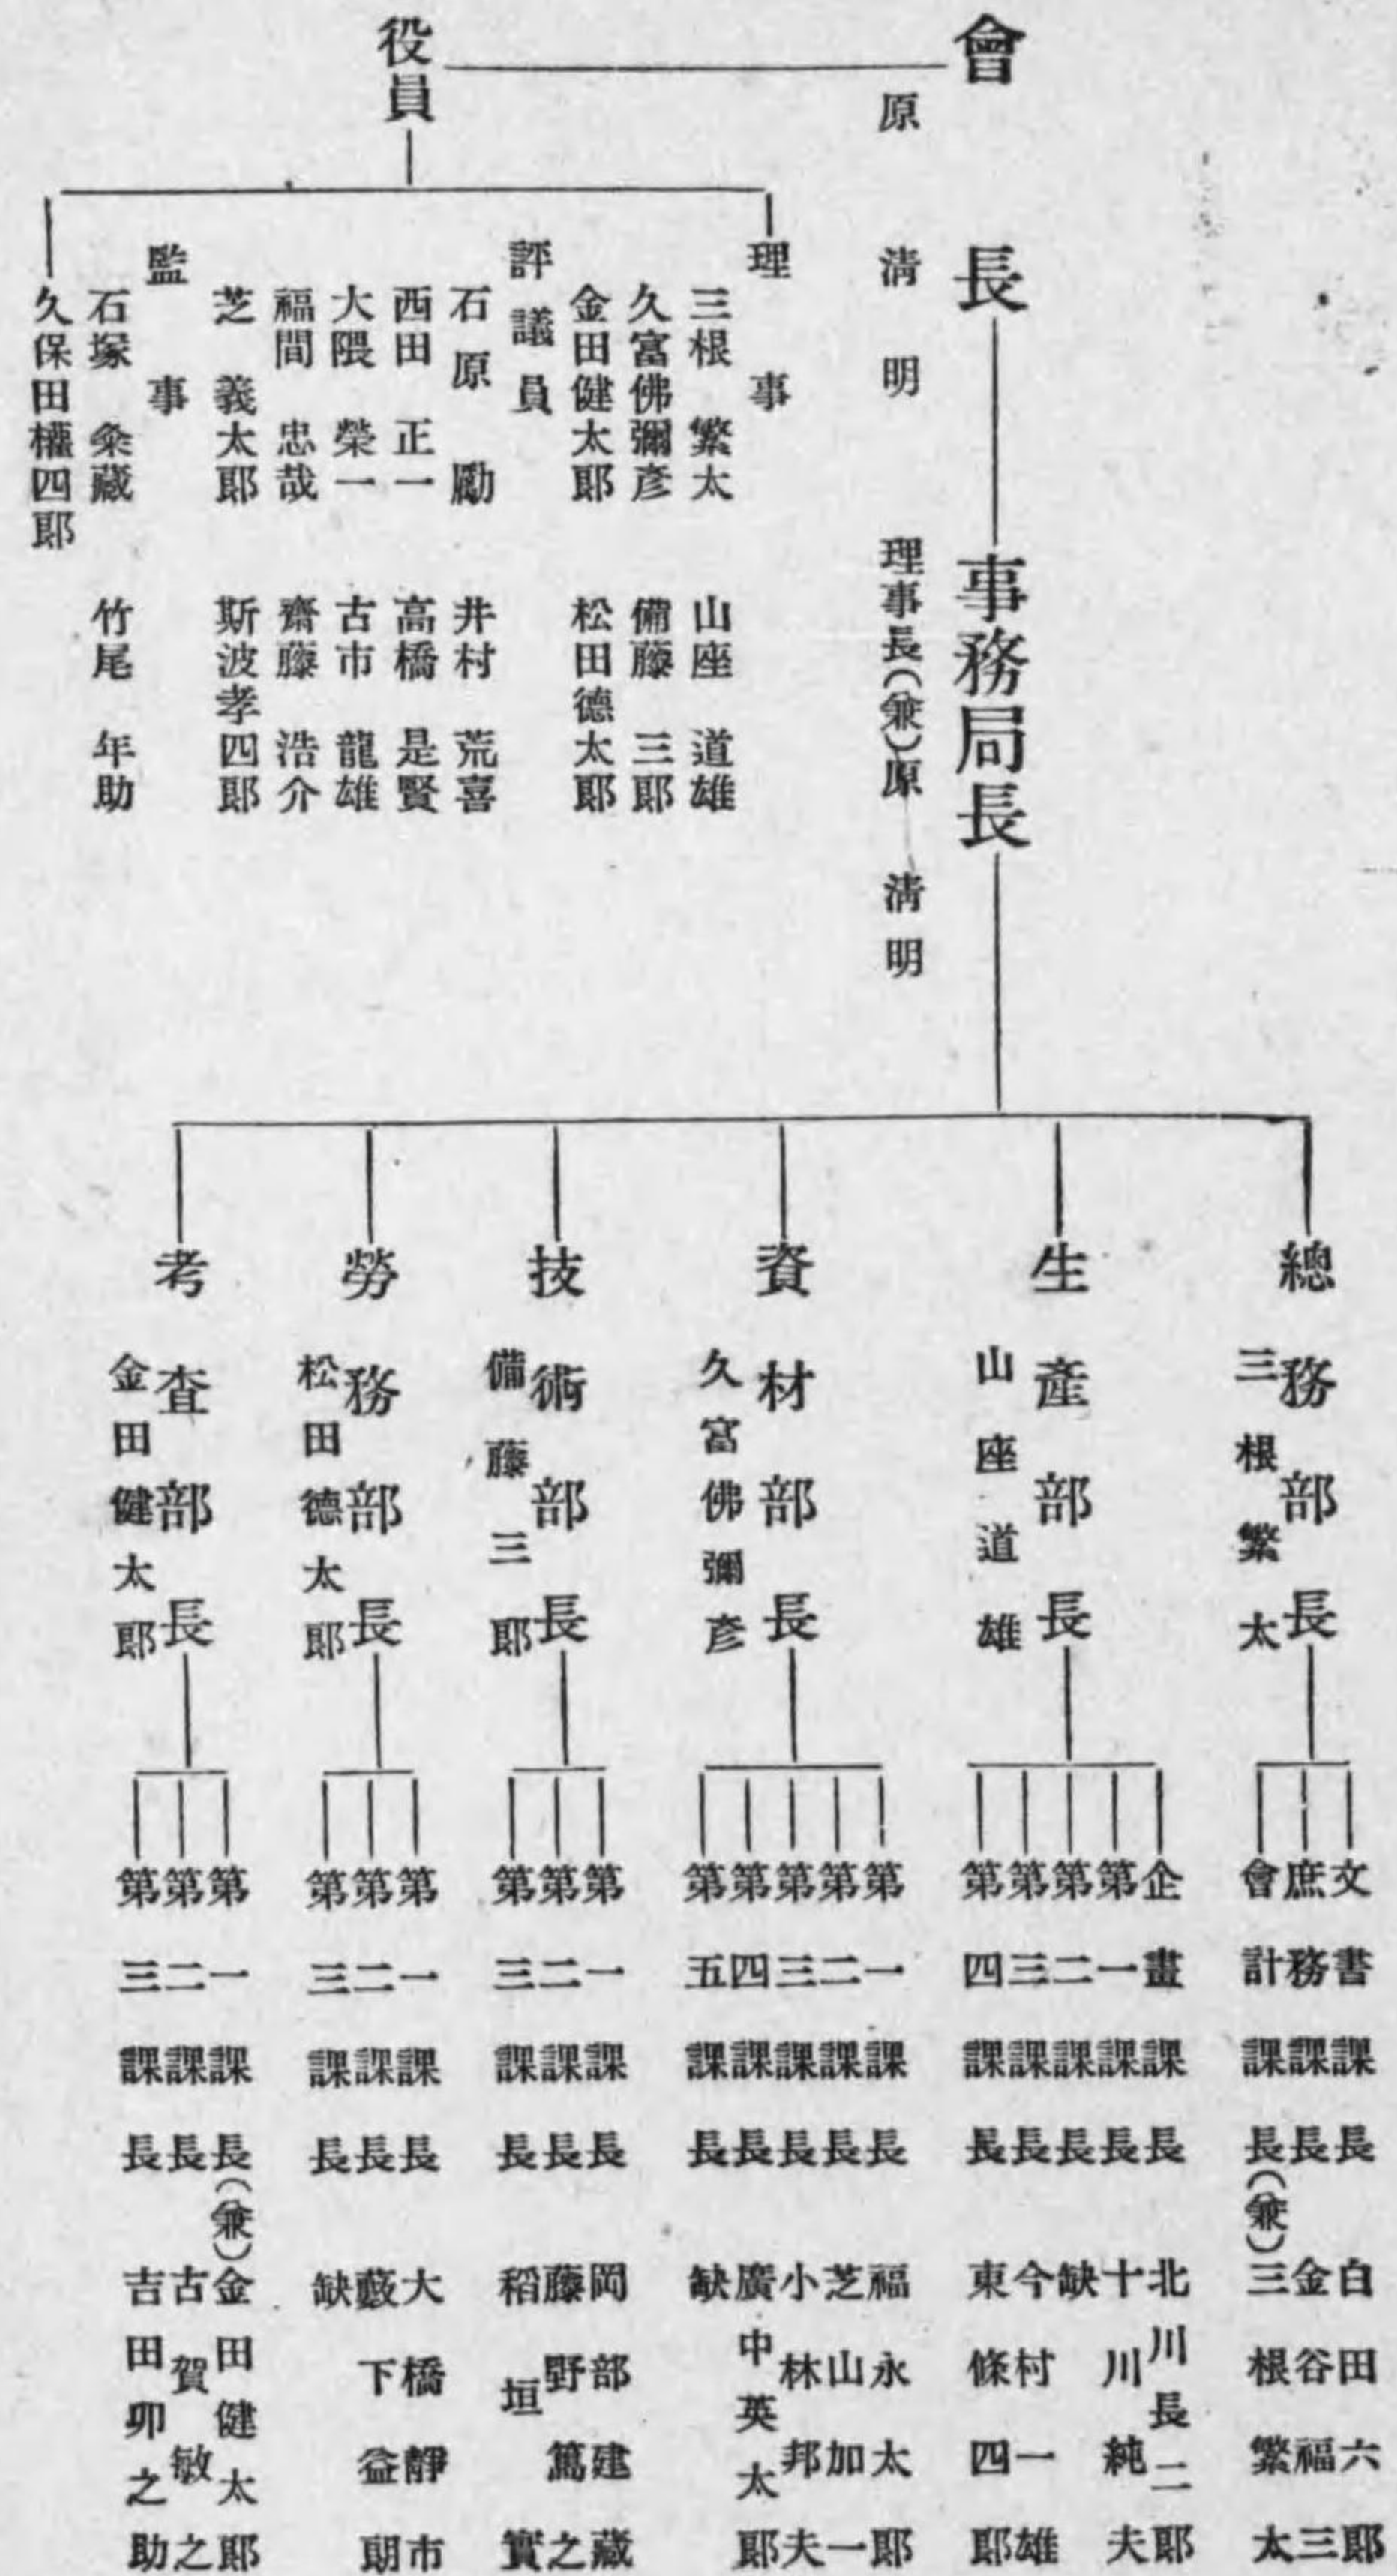 會長
原清明
事務局長
理事長(兼)原清明
役員
理事
三根繁太 山座道雄
久富佛彌彦 備藤三郎
金田健太郎 松田德太郎
評議員
石原勵 井村荒喜
西田正一 高橋是賢
大隈榮一 古市龍雄
福間忠哉 齋藤浩介
芝義太郎 斯波孝四郎
監事
石塚粂藏 竹尾年助
久保田權四郎
總務部長
三根繁太
文書課長 白田六郎
庶務課長 金谷福三
會計課長(兼)三根繁太
生産部長
山座道雄
企畫課長 北川長二郎
第一課長 十川純夫
第二課長 缺
第三課長 今村一雄
第四課長 東條四郎
資材部長
久富佛彌彦
第一課長 福永太郎
第二課長 芝山加一
第三課長 小林邦夫
第四課長 廣中英太郎
第五課長 缺
技術部長
備藤三郎
第一課長 岡部建藏
第二課長 藤野篤之
第三課長 稻垣實
勞務部長
松田德太郎
第一課長 大橋靜市
第二課長 藪下益朗
第三課長 缺
考査部長
金田健太郎
第一課長(兼)金田健太郎
第二課長 古賀敏之
第三課長 吉田卯之助